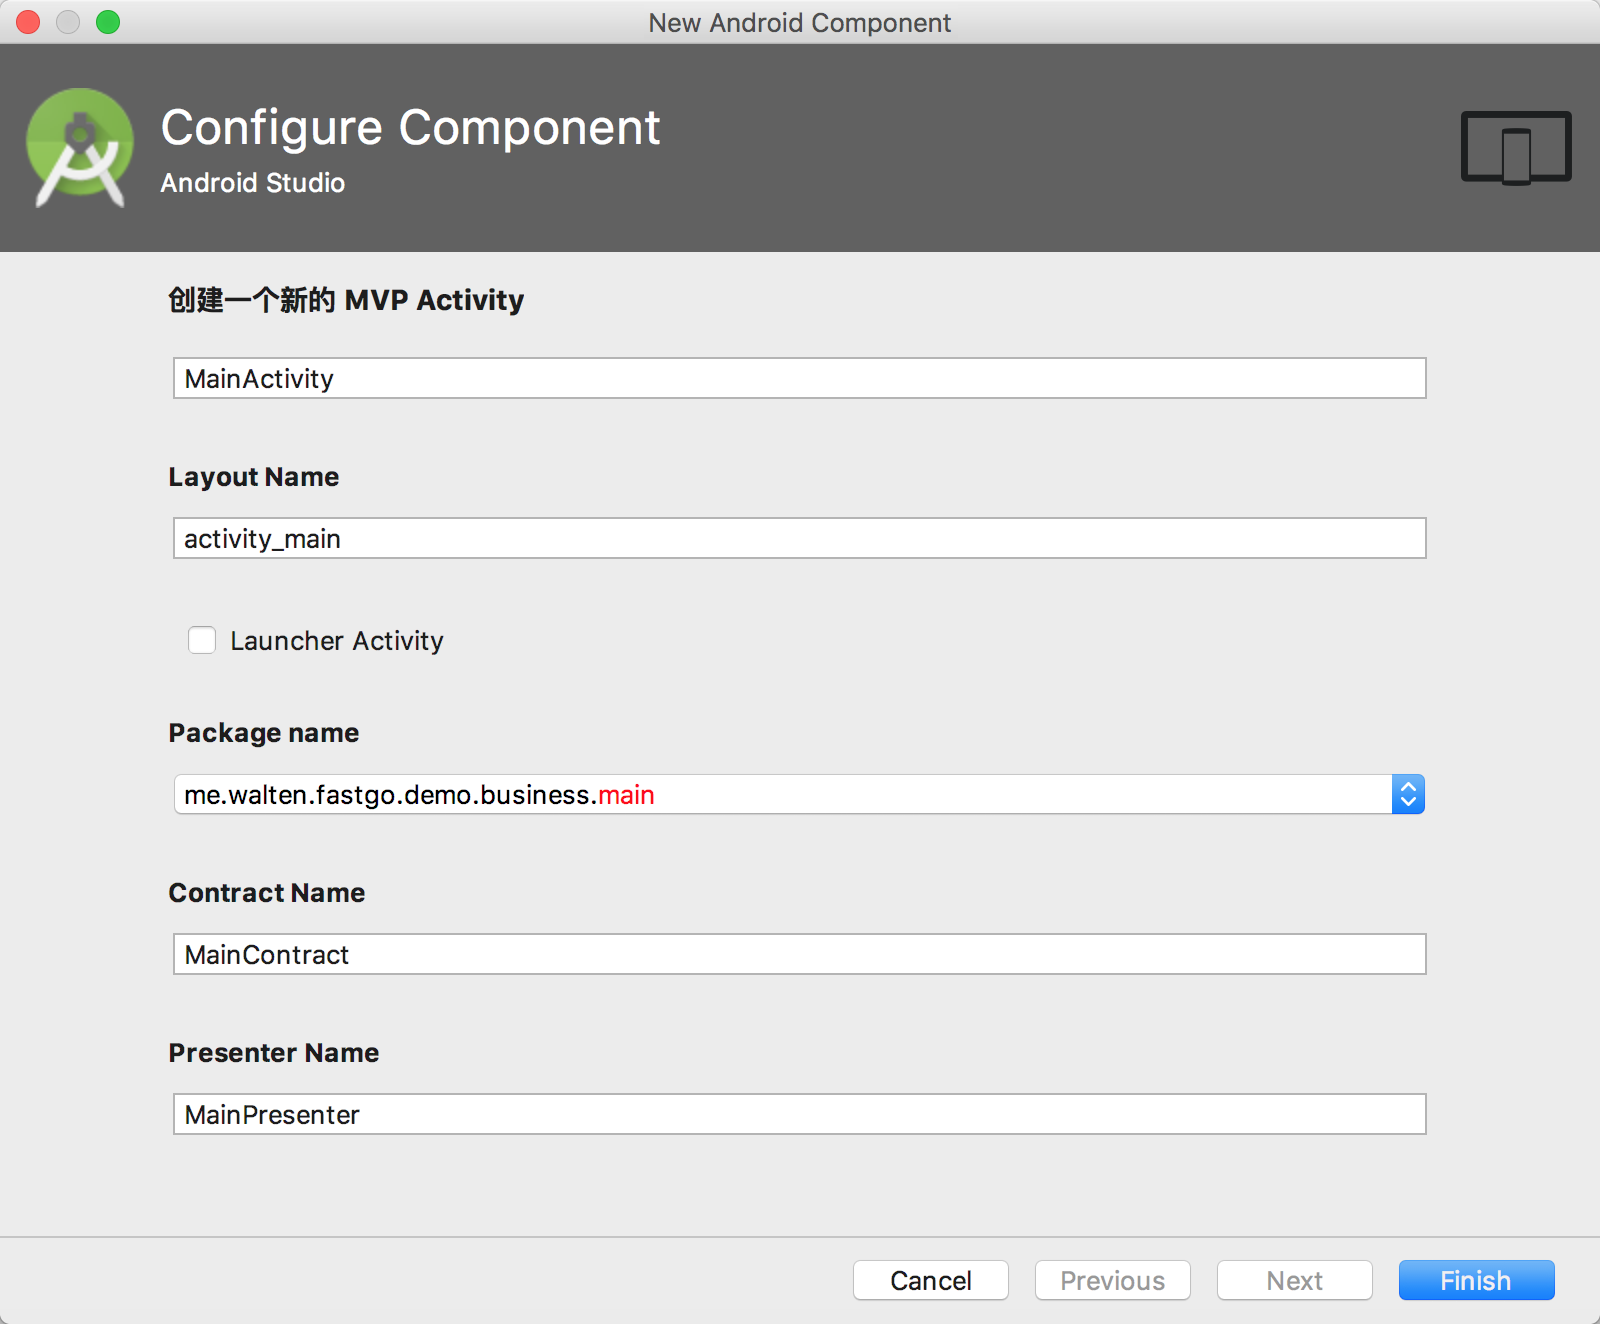 New Android Component
Configure Component
Android Studio
创建一个新的 MVP Activity
MainActivity
Layout Name
activity_main
Launcher Activity
Package name
me.walten.fastgo.demo.business.main
Contract Name
MainContract
Presenter Name
MainPresenter
Cancel
Previous
Next
Finish